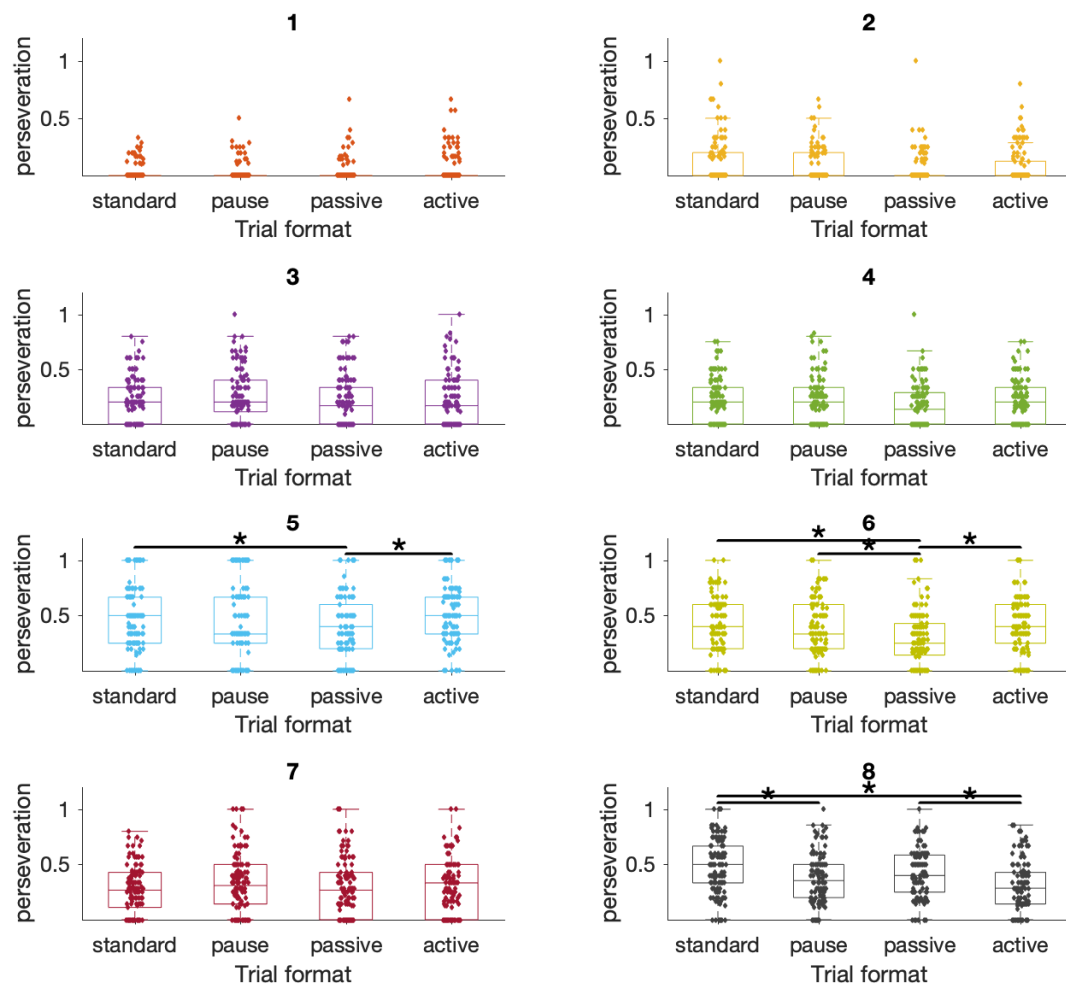 1
perseveration
1
0.5
standard pause passive active
Trial format
2
perseveration
1
0.5
standard pause passive active
Trial format
3
perseveration
1
0.5
standard pause passive active
Trial format
4
perseveration
1
0.5
standard pause passive active
Trial format
5
perseveration
1
0.5
* *
standard pause passive active
Trial format
6
perseveration
1
0.5
* * *
standard pause passive active
Trial format
7
perseveration
1
0.5
standard pause passive active
Trial format
8
perseveration
1
0.5
* * *
standard pause passive active
Trial format